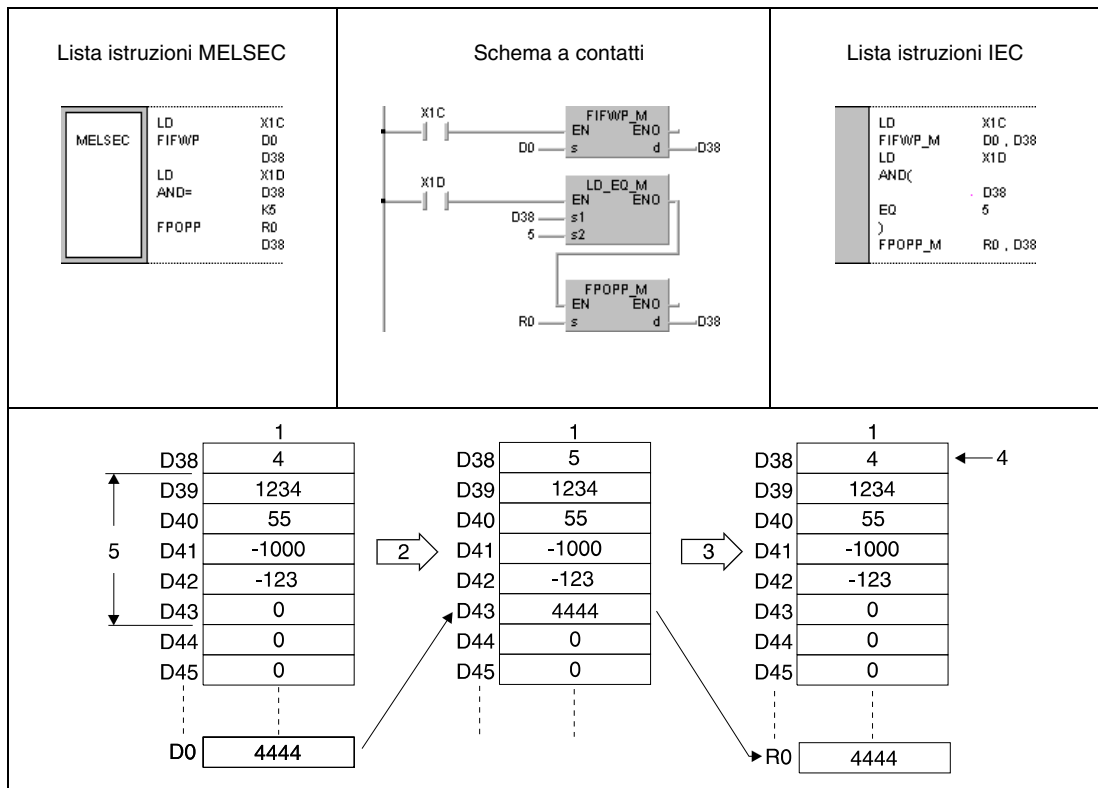 Lista istruzioni MELSEC
MELSEC
LD X1C
FIFWP D0
D38
LD X1D
AND= D38
K5
FPOPP R0
D38
Schema a contatti
X1C
FIFWP_M
EN ENO
D0 s d D38
X1D
LD_EQ_M
EN ENO
D38 s1
5 s2
FPOPP_M
EN ENO
R0 s d D38
Lista istruzioni IEC
LD X1C
FIFWP_M D0 , D38
LD X1D
AND(
D38
EQ 5
)
FPOPP_M R0 , D38
1
D38 4
D39 1234
D40 55
5 D41 -1000
D42 -123
D43 0
D44 0
D45 0
D0 4444
2
1
D38 5
D39 1234
D40 55
D41 -1000
D42 -123
D43 4444
D44 0
D45 0
3
1
D38 4 4
D39 1234
D40 55
D41 -1000
D42 -123
D43 0
D44 0
D45 0
R0 4444